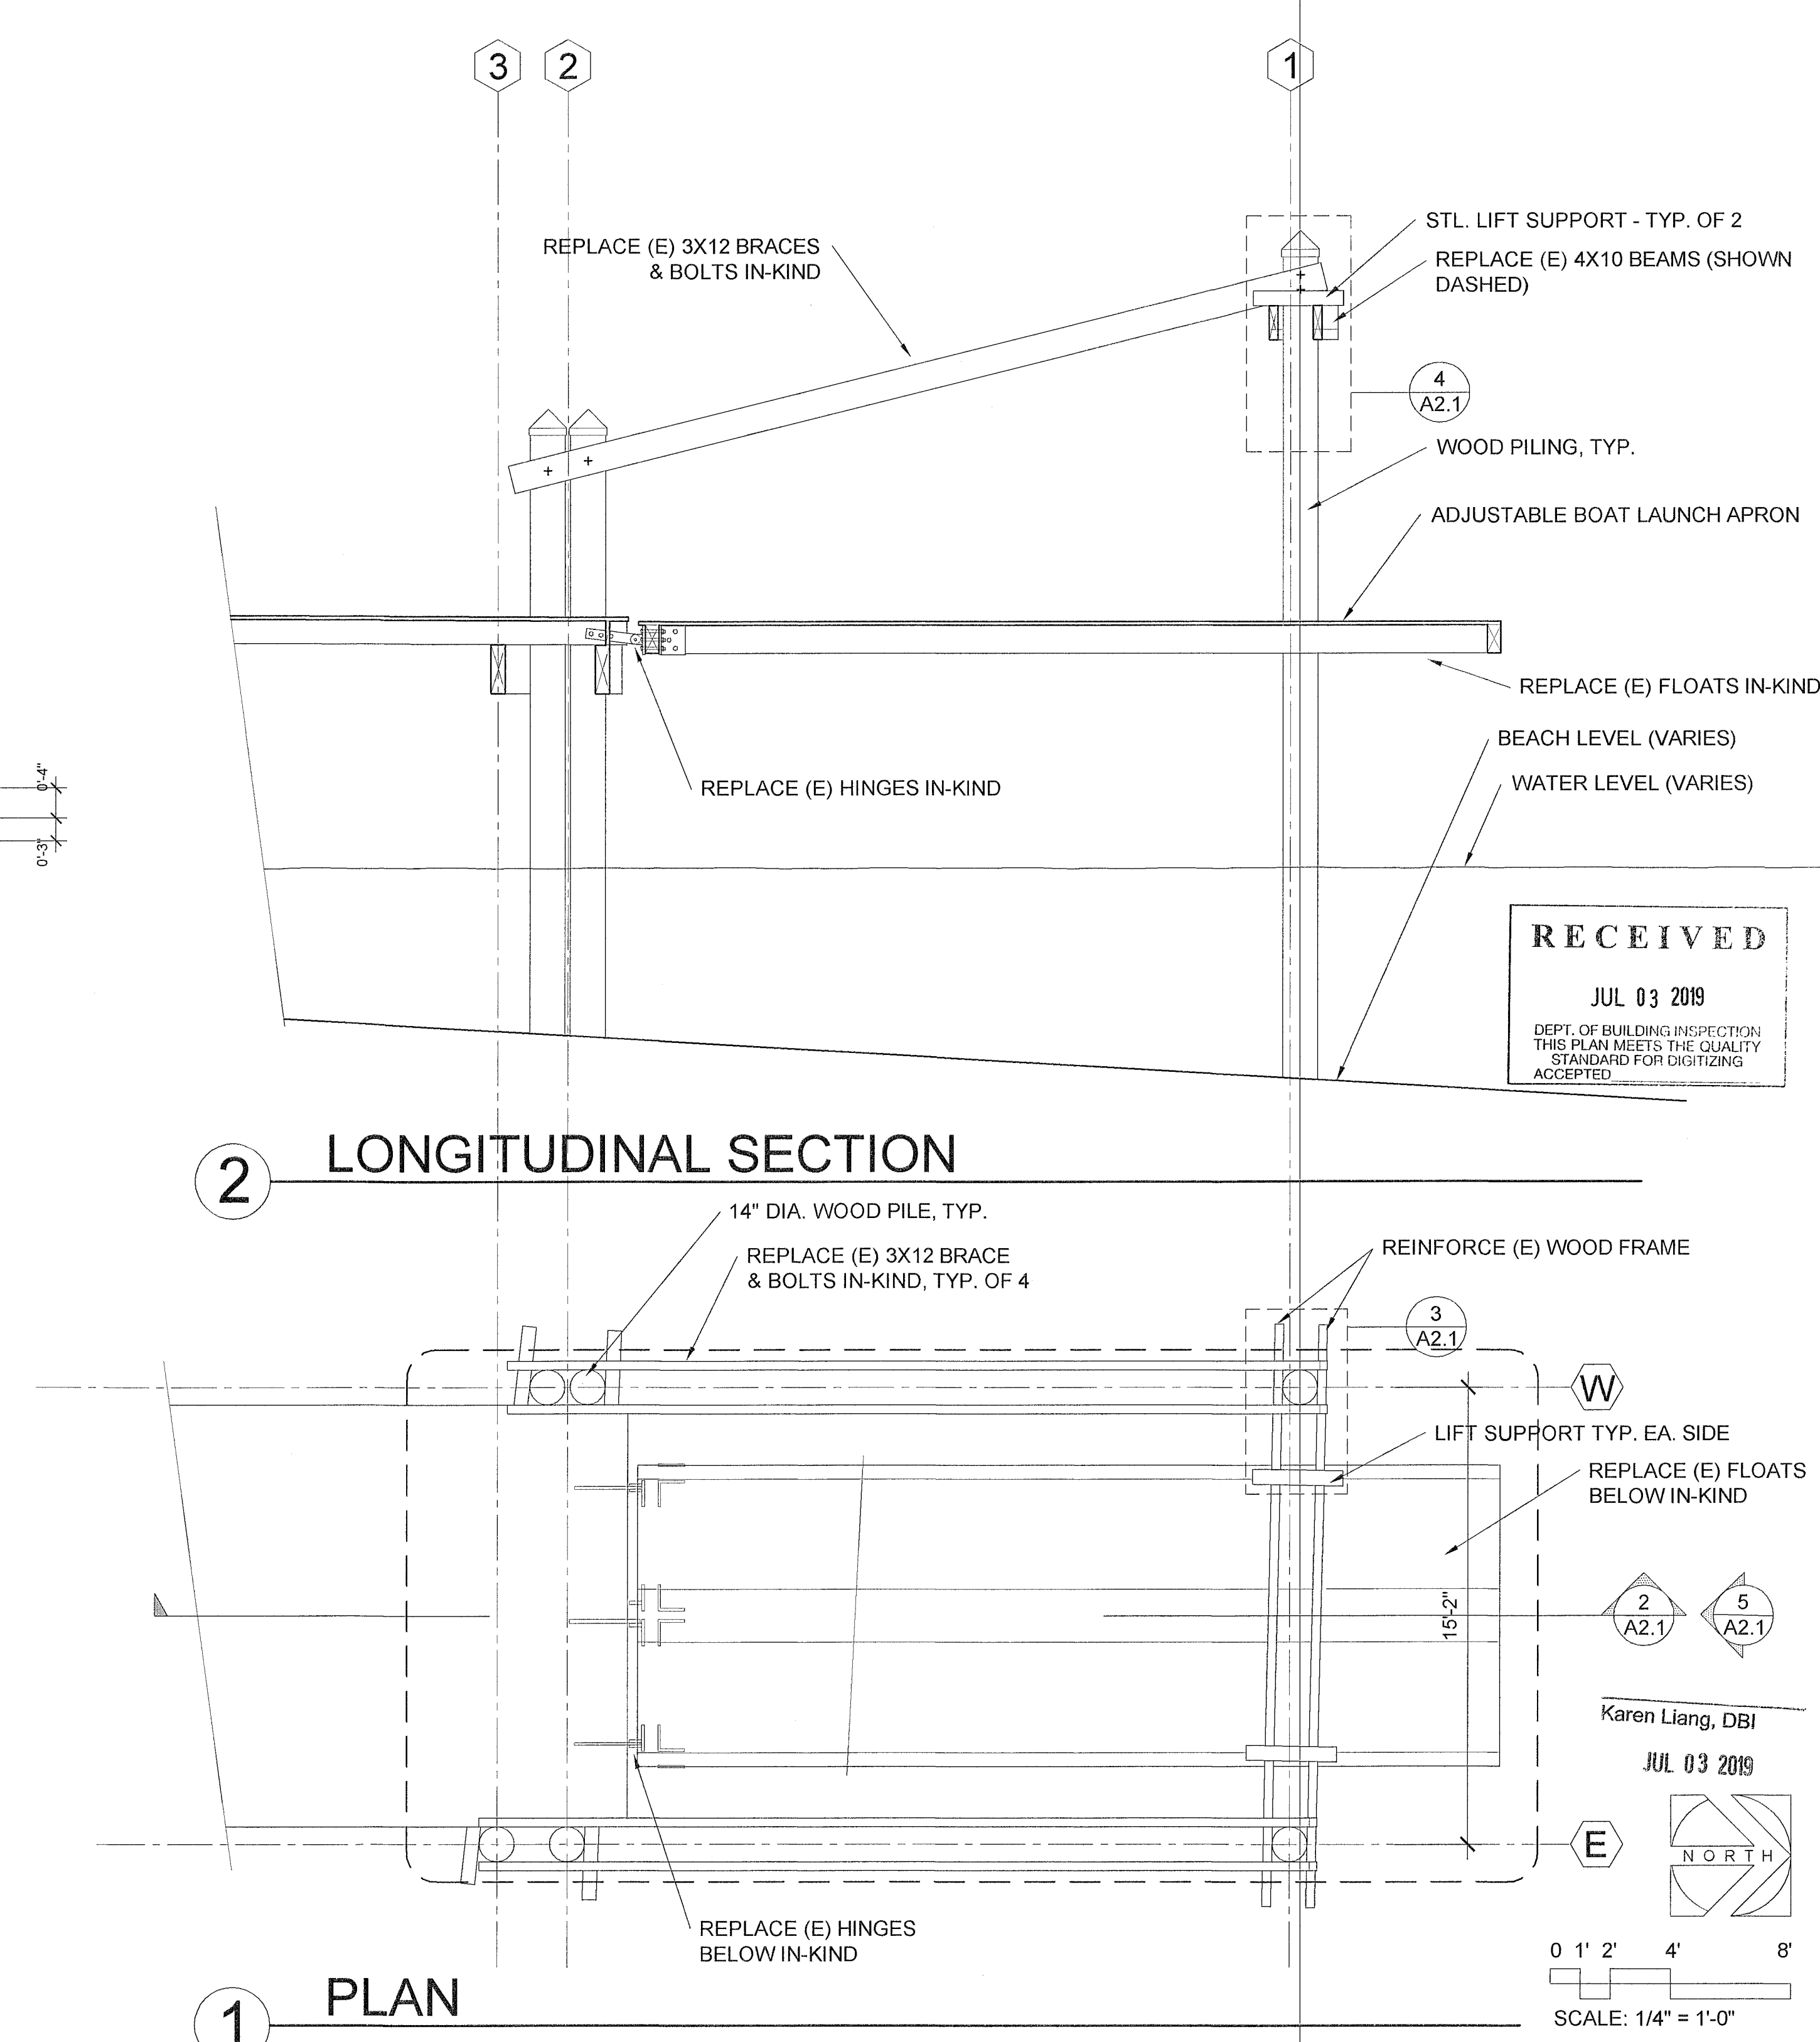 3
2
1
STL. LIFT SUPPORT - TYP. OF 2
REPLACE (E) 3X12 BRACES
& BOLTS IN-KIND
REPLACE (E) 4X10 BEAMS (SHOWN
DASHED)
4
A2.1
WOOD PILING, TYP.
ADJUSTABLE BOAT LAUNCH APRON
REPLACE (E) FLOATS IN-KIND
BEACH LEVEL (VARIES)
WATER LEVEL (VARIES)
REPLACE (E) HINGES IN-KIND
0'-4"
0'-3"
RECEIVED
JUL 03 2019
DEPT. OF BUILDING INSPECTION
THIS PLAN MEETS THE QUALITY
STANDARD FOR DIGITIZING
ACCEPTED
2
LONGITUDINAL SECTION
14" DIA. WOOD PILE, TYP.
REPLACE (E) 3X12 BRACE
& BOLTS IN-KIND, TYP. OF 4
REINFORCE (E) WOOD FRAME
3
A2.1
W
LIFT SUPPORT TYP. EA. SIDE
REPLACE (E) FLOATS
BELOW IN-KIND
15'-2"
2
A2.1
5
A2.1
Karen Liang, DBI
JUL 03 2019
E
NORTH
REPLACE (E) HINGES
BELOW IN-KIND
0 1' 2' 4' 8'
SCALE: 1/4" = 1'-0"
1
PLAN